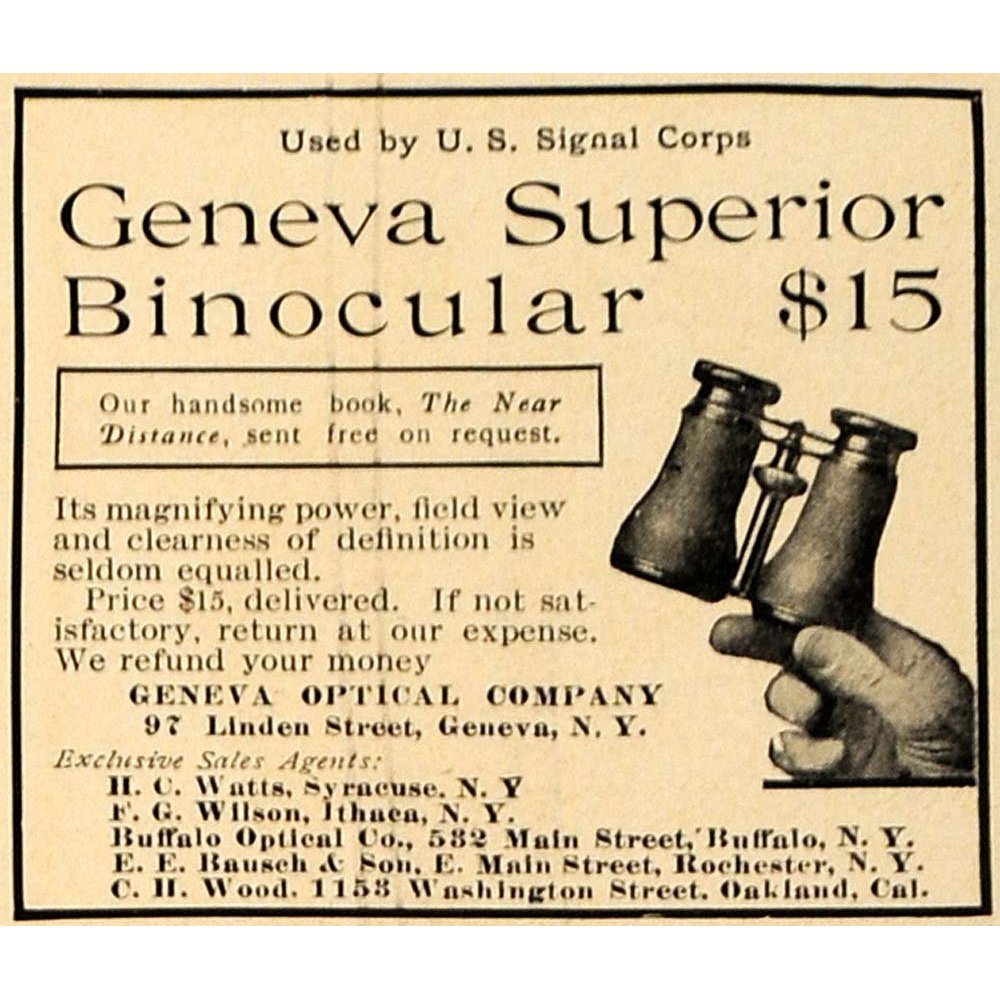 Used by U. S. Signal Corps
Geneva Superior
Binocular $15
Our handsome book, The Near
Distance, sent free on request.
Its magnifying power, field view
and clearness of definition is
seldom equalled.
Price $15, delivered. If not sat-
isfactory, return at our expense.
We refund your money
GENEVA OPTICAL COMPANY
97 Linden Street, Geneva, N. Y.
Exclusive Sales Agents:
H. C. Watts, Syracuse, N. Y
F. G. Wilson, Ithaca, N. Y.
Buffalo Optical Co., 532 Main Street, Buffalo, N. Y.
E. E. Bausch & Son, E. Main Street, Rochester, N. Y.
C. H. Wood, 1153 Washington Street, Oakland, Cal.